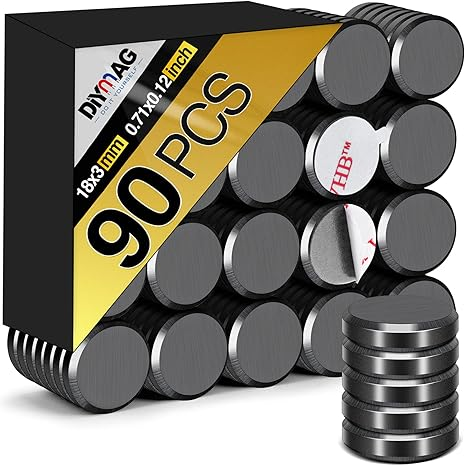 DIYMAG
DO IT YOURSELF
18x3mm 0.71x0.12inch
90 PCS
VHB™